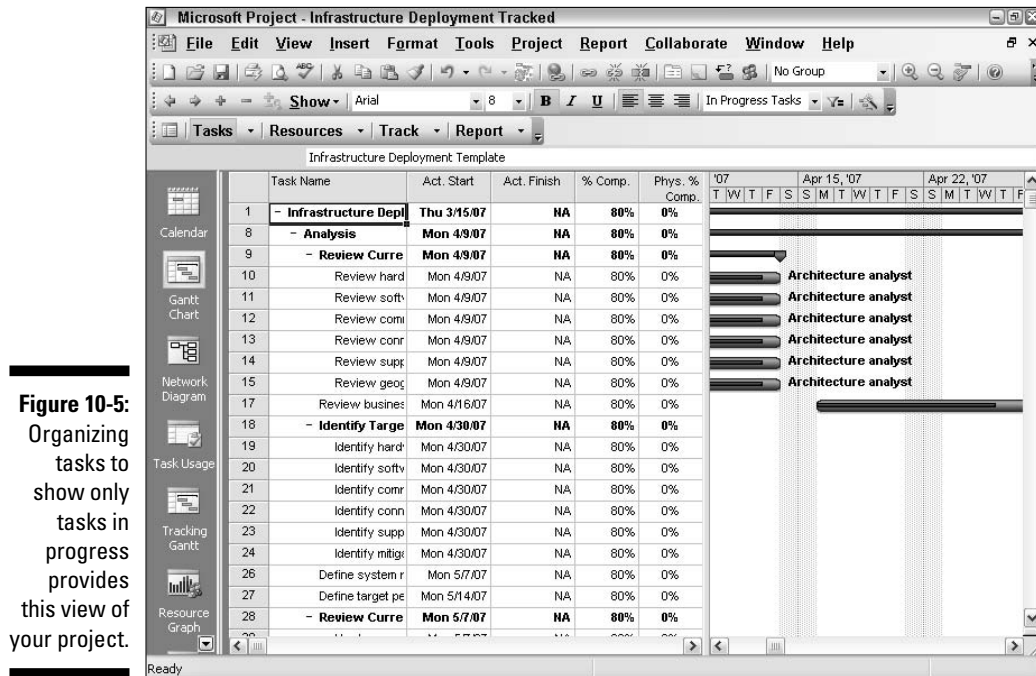 Microsoft Project - Infrastructure Deployment Tracked
File Edit View Insert Format Tools Project Report Collaborate Window Help
No Group
Show Arial 8 B I U In Progress Tasks
Tasks Resources Track Report
Infrastructure Deployment Template
Task Name Act. Start Act. Finish % Comp. Phys. % Comp. '07 Apr 15, '07 Apr 22, '07
T W T F S S M T W T F S S M T W T F
1 - Infrastructure Depl Thu 3/15/07 NA 80% 0%
8 - Analysis Mon 4/9/07 NA 80% 0%
9 - Review Curre Mon 4/9/07 NA 80% 0%
10 Review hard Mon 4/9/07 NA 80% 0% Architecture analyst
11 Review soft Mon 4/9/07 NA 80% 0% Architecture analyst
12 Review com Mon 4/9/07 NA 80% 0% Architecture analyst
13 Review conr Mon 4/9/07 NA 80% 0% Architecture analyst
14 Review supp Mon 4/9/07 NA 80% 0% Architecture analyst
15 Review geog Mon 4/9/07 NA 80% 0% Architecture analyst
17 Review busines Mon 4/16/07 NA 80% 0%
18 - Identify Targe Mon 4/30/07 NA 80% 0%
19 Identify hard Mon 4/30/07 NA 80% 0%
20 Identify softv Mon 4/30/07 NA 80% 0%
21 Identify comr Mon 4/30/07 NA 80% 0%
22 Identify conn Mon 4/30/07 NA 80% 0%
23 Identify supp Mon 4/30/07 NA 80% 0%
24 Identify mitig Mon 4/30/07 NA 80% 0%
26 Define system r Mon 5/7/07 NA 80% 0%
27 Define target pe Mon 5/14/07 NA 80% 0%
28 - Review Curre Mon 5/7/07 NA 80% 0%
Calendar
Gantt Chart
Network Diagram
Task Usage
Tracking Gantt
Resource Graph
Ready
Figure 10-5:
Organizing
tasks to
show only
tasks in
progress
provides
this view of
your project.